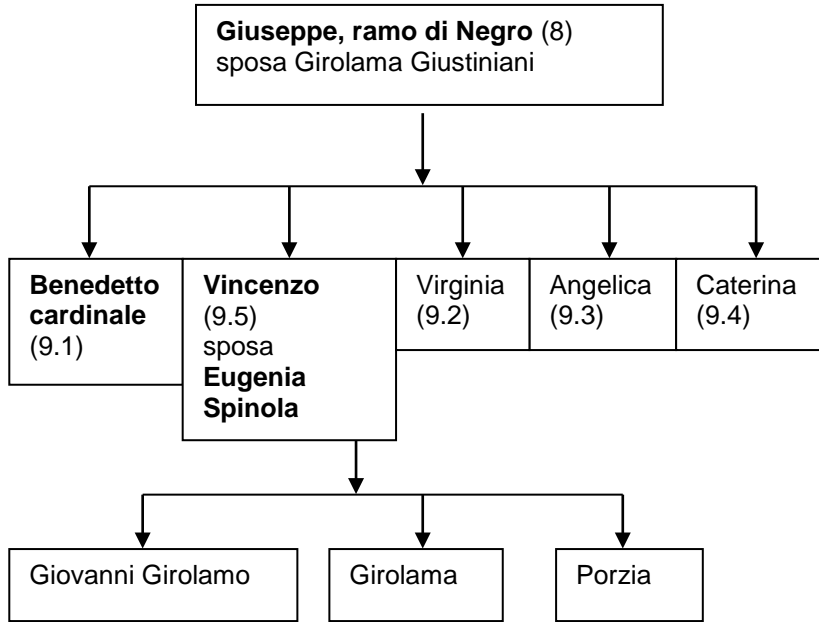 Giuseppe, ramo di Negro (8)
sposa Girolama Giustiniani
Benedetto
cardinale
(9.1)
Vincenzo
(9.5)
sposa
Eugenia
Spinola
Virginia
(9.2)
Angelica
(9.3)
Caterina
(9.4)
Giovanni Girolamo
Girolama
Porzia